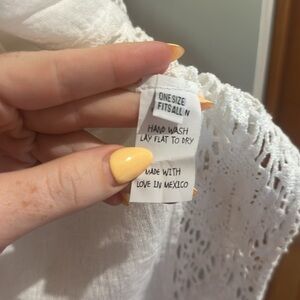 ONE SIZE
FITS ALL N
HAND WASH
LAY FLAT TO DRY
MADE WITH
LOVE IN MEXICO